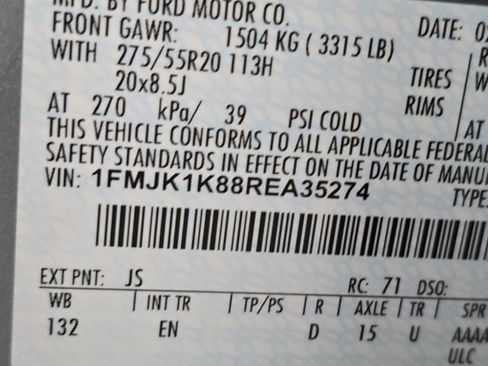 MFD. BY FORD MOTOR CO.
DATE:
FRONT GAWR: 1504 KG ( 3315 LB)
WITH 275/55R20 113H TIRES
20x8.5J RIMS
AT 270 kPa/ 39 PSI COLD AT
THIS VEHICLE CONFORMS TO ALL APPLICABLE FEDERAL
SAFETY STANDARDS IN EFFECT ON THE DATE OF MANU
VIN: 1FMJK1K88REA35274 TYPE:
EXT PNT: JS RC: 71 DSO:
WB INT TR TP/PS R AXLE TR SPR
132 EN D 15 U AAAA
ULC